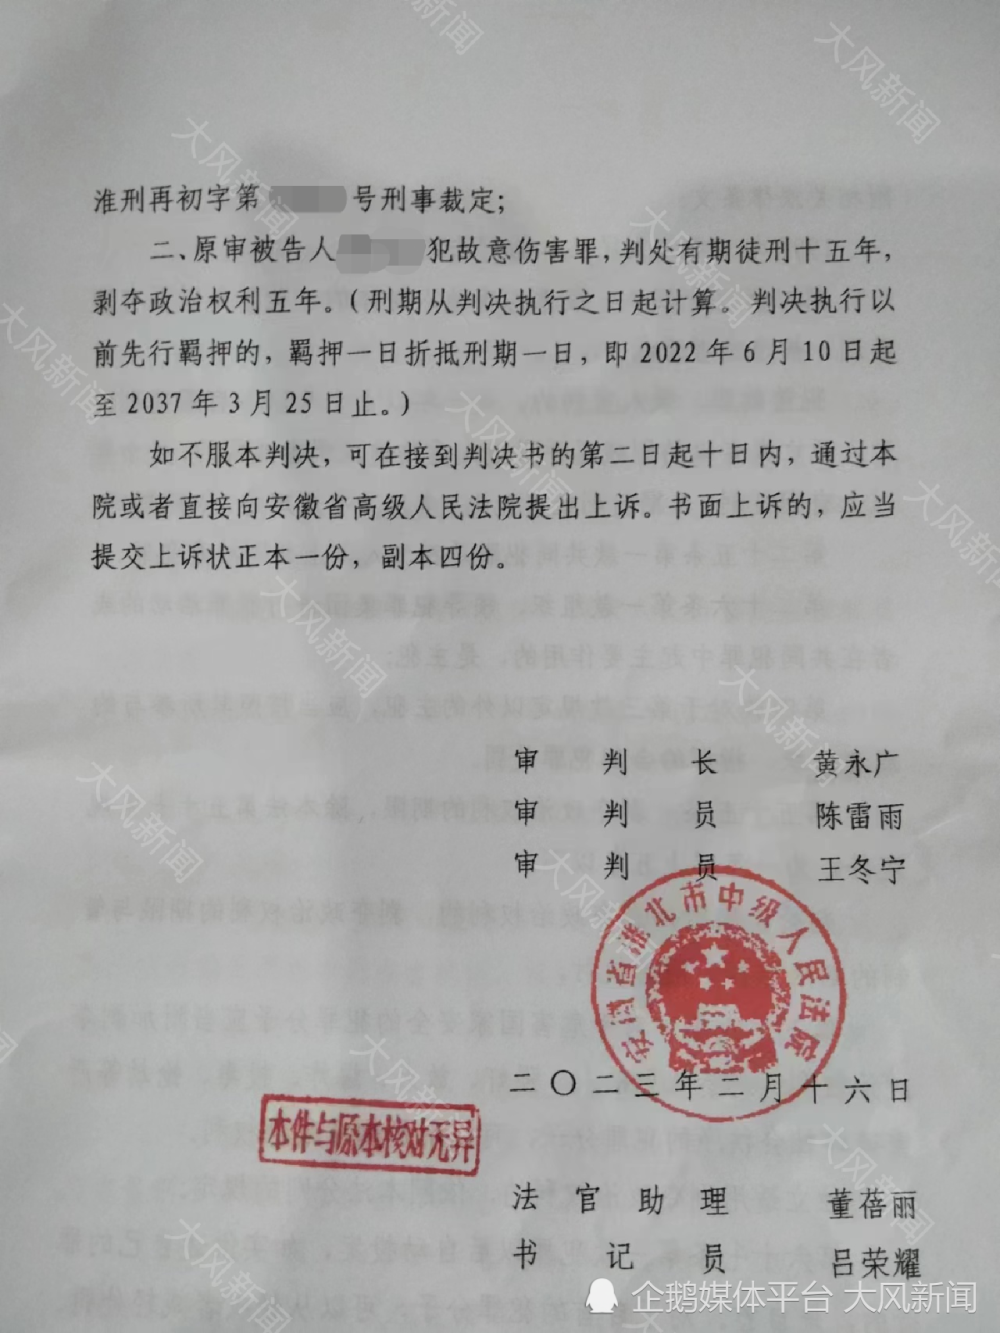 淮刑再初字第 号刑事裁定；
二、原审被告人 犯故意伤害罪，判处有期徒刑十五年，
剥夺政治权利五年。（刑期从判决执行之日起计算。判决执行以
前先行羁押的，羁押一日折抵刑期一日，即 2022 年 6 月 10 日起
至 2037 年 3 月 25 日止。）
如不服本判决，可在接到判决书的第二日起十日内，通过本
院或者直接向安徽省高级人民法院提出上诉。书面上诉的，应当
提交上诉状正本一份，副本四份。
审 判 长 黄永广
审 判 员 陈雷雨
审 判 员 王冬宁
安徽省淮北市中级人民法院
二〇二三年二月十六日
本件与原本核对无异
法 官 助 理 董蓓丽
书 记 员 吕荣耀
企鹅媒体平台 大风新闻
大风新闻